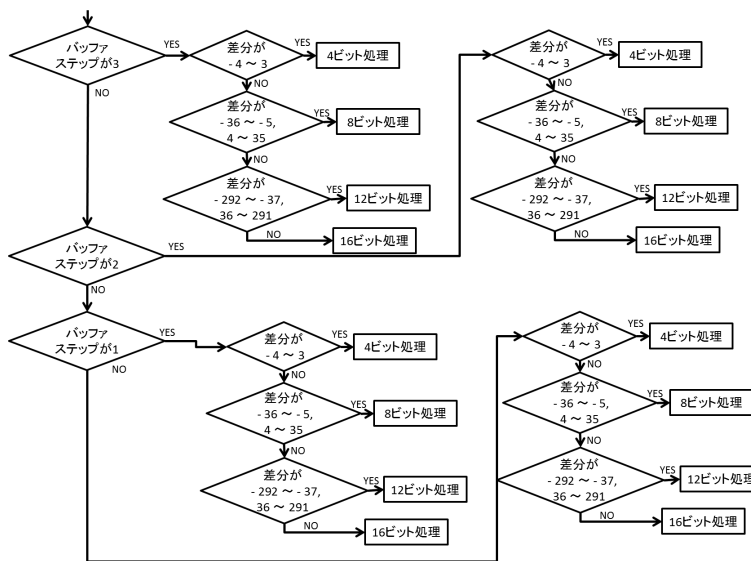 バッファ
ステップが3
YES
NO
差分が
- 4 ～ 3
YES
4ビット処理
NO
差分が
- 36 ～ - 5,
4 ～ 35
YES
8ビット処理
NO
差分が
- 292 ～ - 37,
36 ～ 291
YES
12ビット処理
NO
16ビット処理
バッファ
ステップが2
YES
NO
差分が
- 4 ～ 3
YES
4ビット処理
NO
差分が
- 36 ～ - 5,
4 ～ 35
YES
8ビット処理
NO
差分が
- 292 ～ - 37,
36 ～ 291
YES
12ビット処理
NO
16ビット処理
バッファ
ステップが1
YES
NO
差分が
- 4 ～ 3
YES
4ビット処理
NO
差分が
- 36 ～ - 5,
4 ～ 35
YES
8ビット処理
NO
差分が
- 292 ～ - 37,
36 ～ 291
YES
12ビット処理
NO
16ビット処理
差分が
- 4 ～ 3
YES
4ビット処理
NO
差分が
- 36 ～ - 5,
4 ～ 35
YES
8ビット処理
NO
差分が
- 292 ～ - 37,
36 ～ 291
YES
12ビット処理
NO
16ビット処理